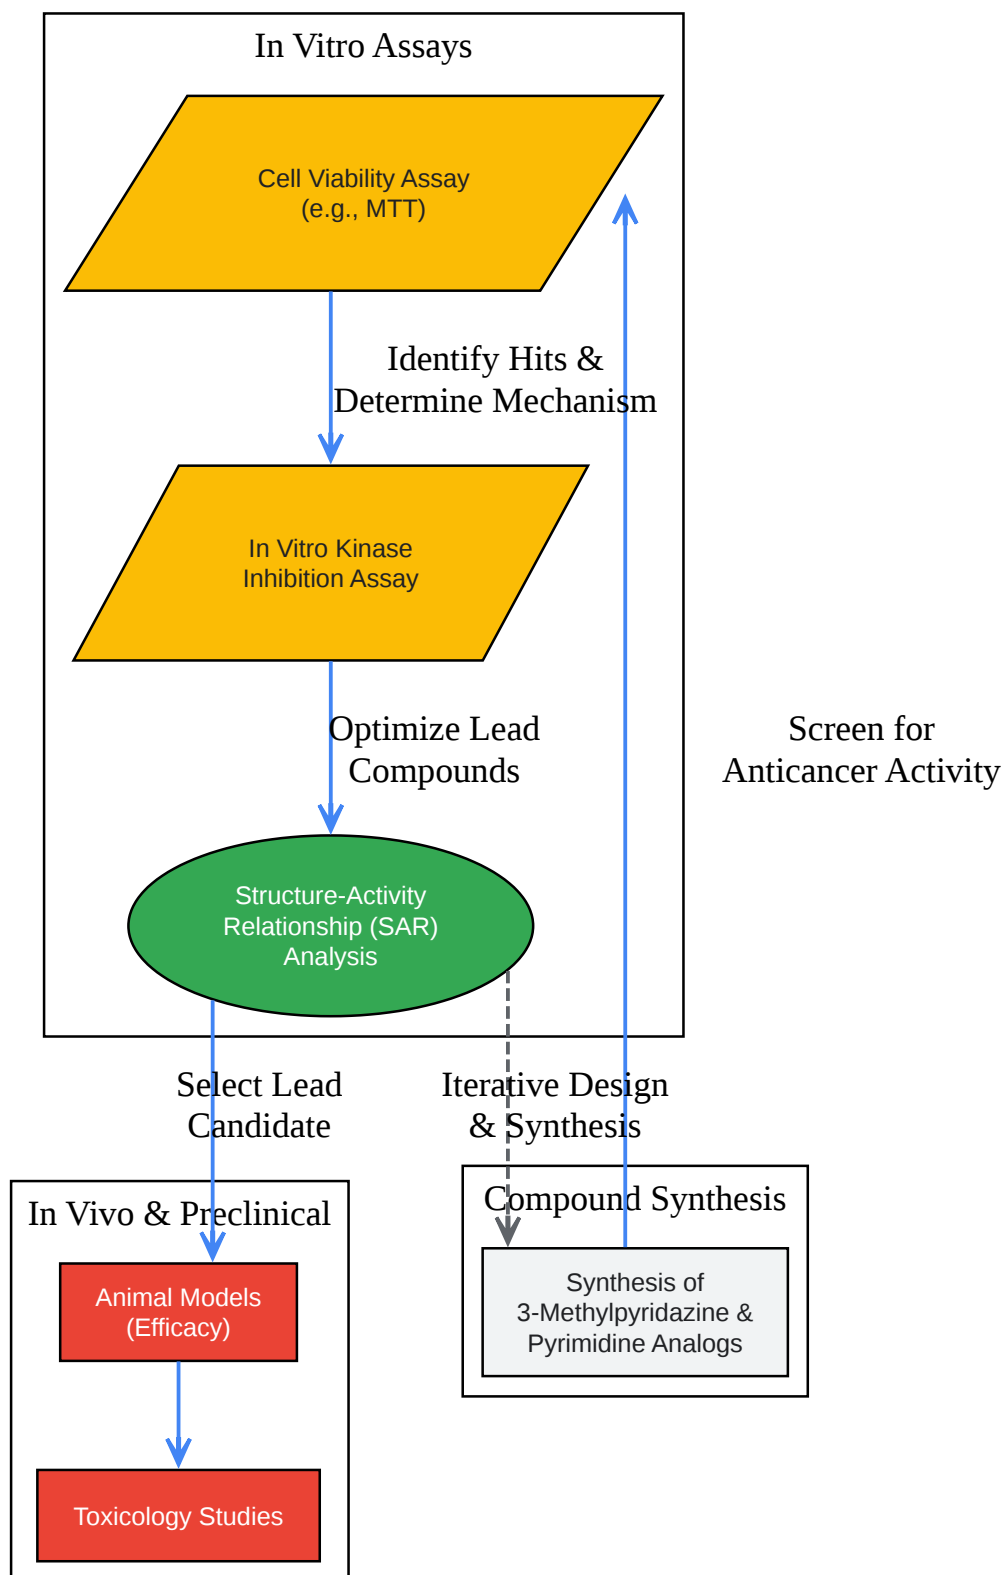 In Vitro Assays
Cell Viability Assay
(e.g., MTT)
Identify Hits &
Determine Mechanism
In Vitro Kinase
Inhibition Assay
Optimize Lead
Compounds
Screen for
Anticancer Activity
Structure-Activity
Relationship (SAR)
Analysis
Select Lead
Candidate
Iterative Design
& Synthesis
In Vivo & Preclinical
Animal Models
(Efficacy)
Toxicology Studies
Compound Synthesis
Synthesis of
3-Methylpyridazine &
Pyrimidine Analogs